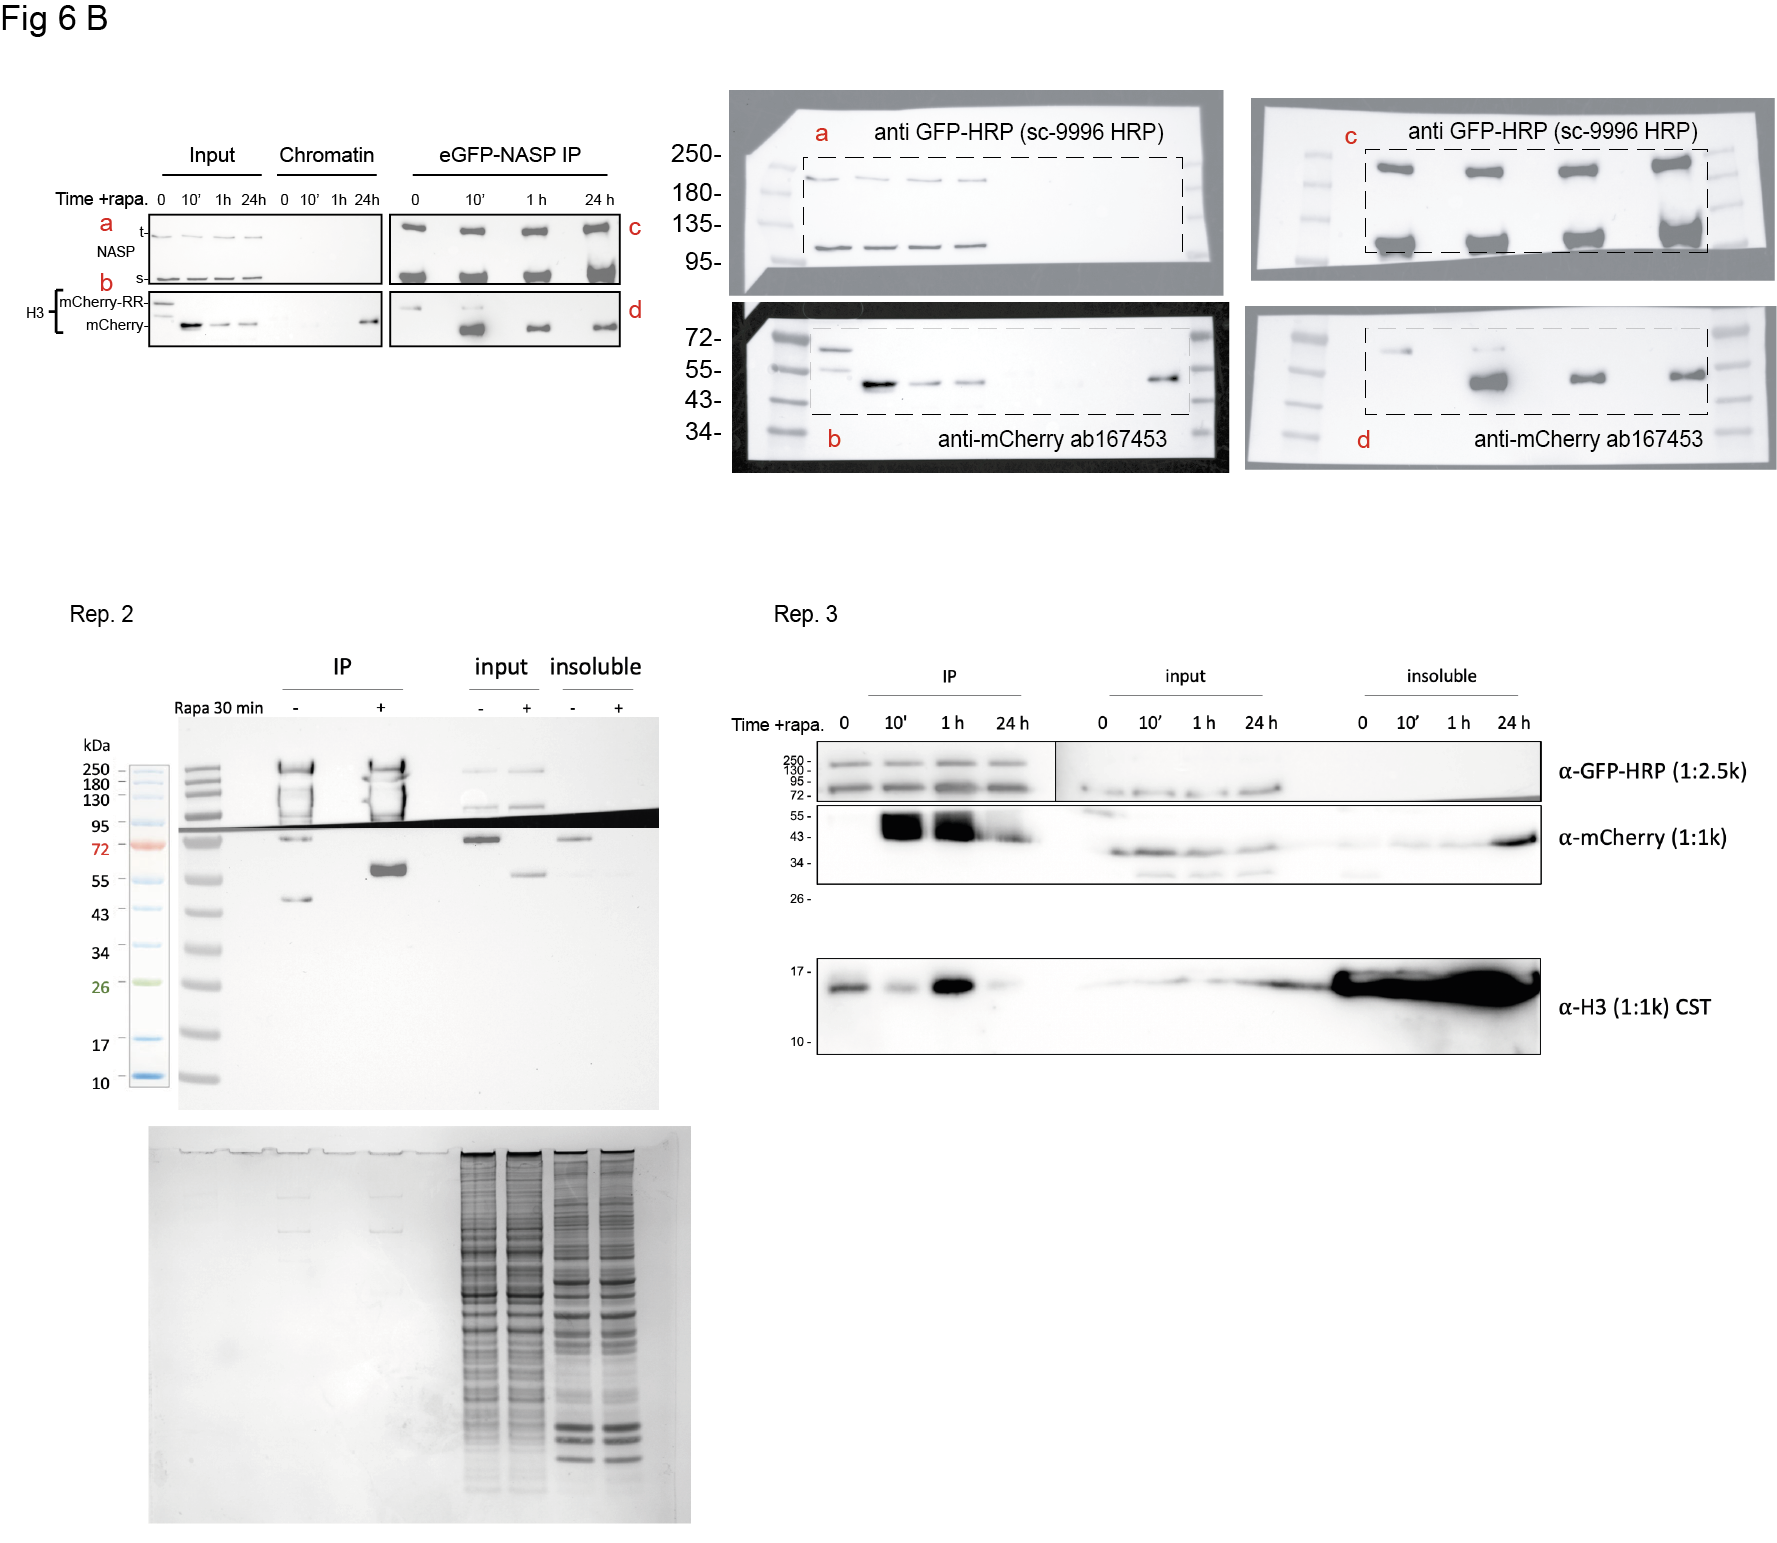 Fig 6 B
Input Chromatin eGFP-NASP IP
Time +rapa. 0 10' 1h 24h 0 10' 1h 24h 0 10' 1 h 24 h
a
t-
NASP
s-
c
b
H3
mCherry-RR-
mCherry-
d
250-
180-
135-
95-
a anti GFP-HRP (sc-9996 HRP)
c anti GFP-HRP (sc-9996 HRP)
72-
55-
43-
34-
b anti-mCherry ab167453
d anti-mCherry ab167453
Rep. 2
IP input insoluble
Rapa 30 min - + - + - +
kDa
250
180
130
95
72
55
43
34
26
17
10
Rep. 3
IP input insoluble
Time +rapa. 0 10' 1 h 24 h 0 10’ 1 h 24 h 0 10’ 1 h 24 h
250 -
130 -
95 -
72 -
α-GFP-HRP (1:2.5k)
55 -
43 -
34 -
26 -
α-mCherry (1:1k)
17 -
10 -
α-H3 (1:1k) CST